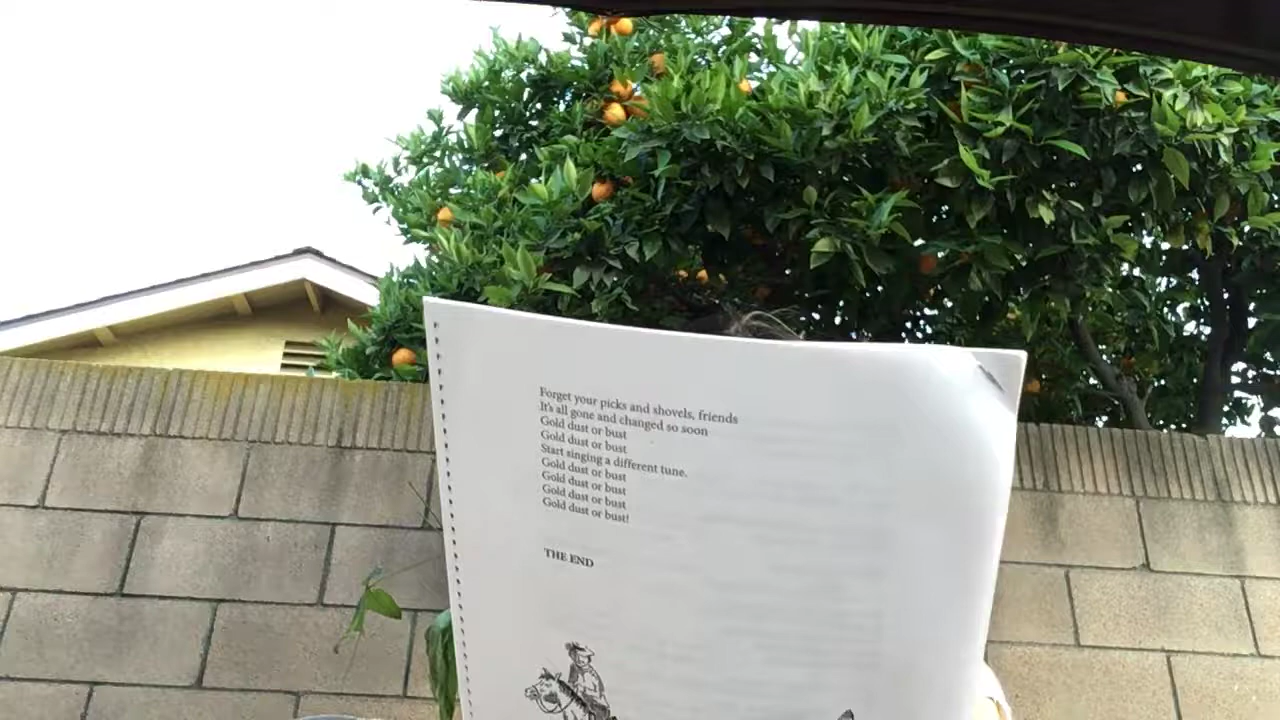 Forget your picks and shovels, friends
It's all gone and changed so soon
Gold dust or bust
Gold dust or bust
Start singing a different tune.
Gold dust or bust
Gold dust or bust
Gold dust or bust
Gold dust or bust!
THE END